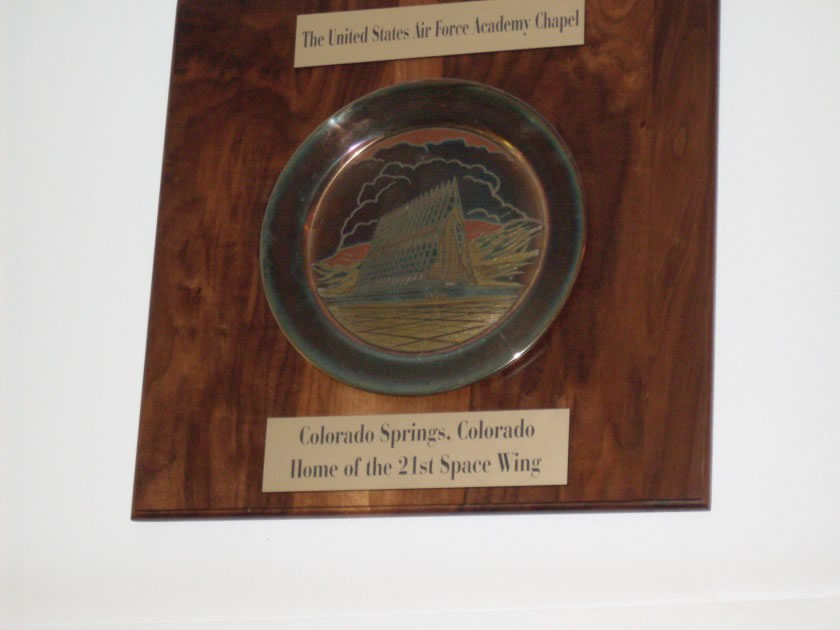 The United States Air Force Academy Chapel
Colorado Springs, Colorado
Home of the 21st Space Wing